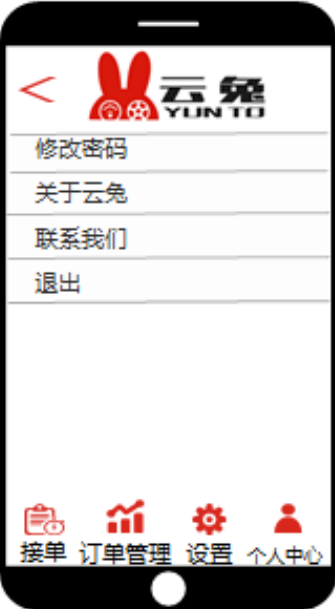 云兔
YUN TO
修改密码
关于云兔
联系我们
退出
接单 订单管理 设置 个人中心